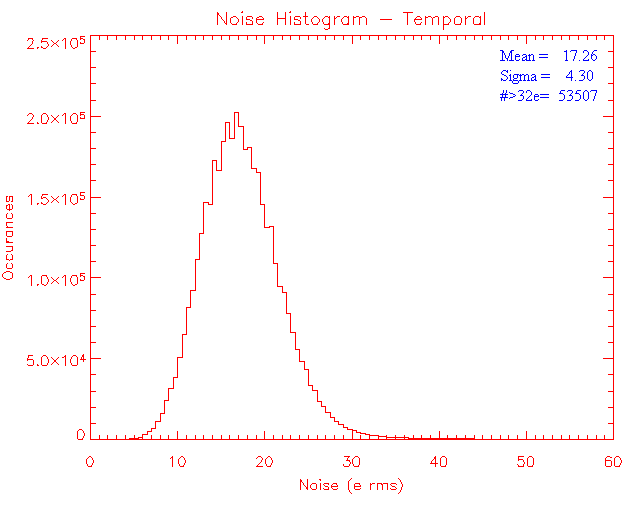 Noise Histogram - Temporal
2.5×10⁵
2.0×10⁵
1.5×10⁵
1.0×10⁵
5.0×10⁴
0
Occurances
Mean = 17.26
Sigma = 4.30
#>32e= 53507
0 10 20 30 40 50 60
Noise (e rms)